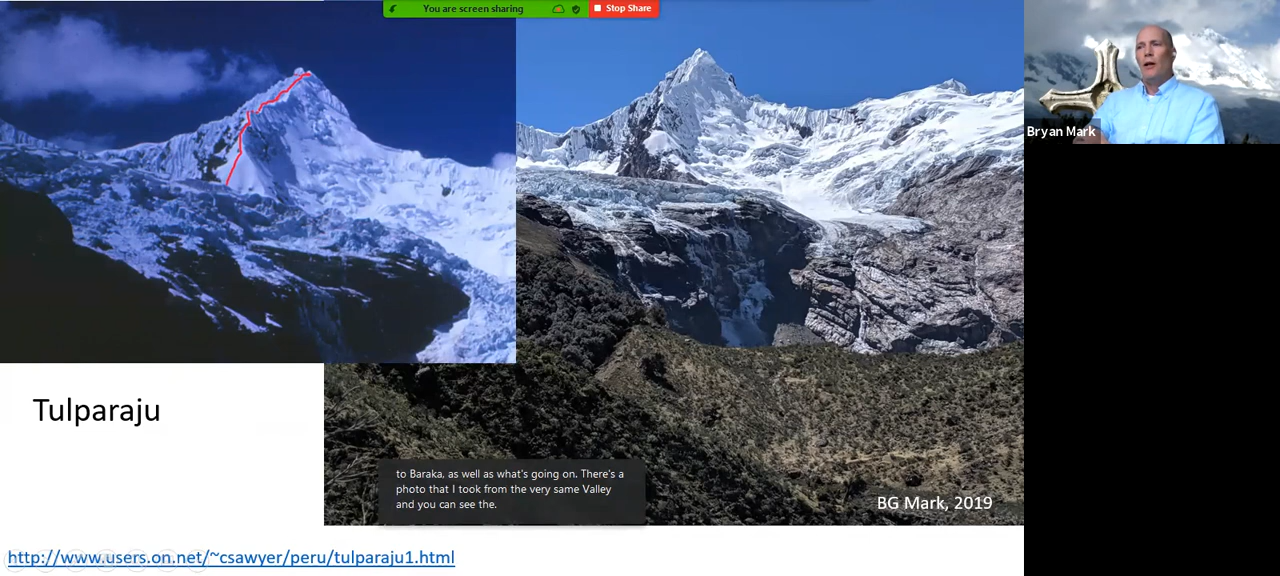 You are screen sharing
Stop Share
Bryan Mark
Tulparaju
to Baraka, as well as what's going on. There's a
photo that I took from the very same Valley
and you can see the.
BG Mark, 2019
http://www.users.on.net/~csawyer/peru/tulparaju1.html